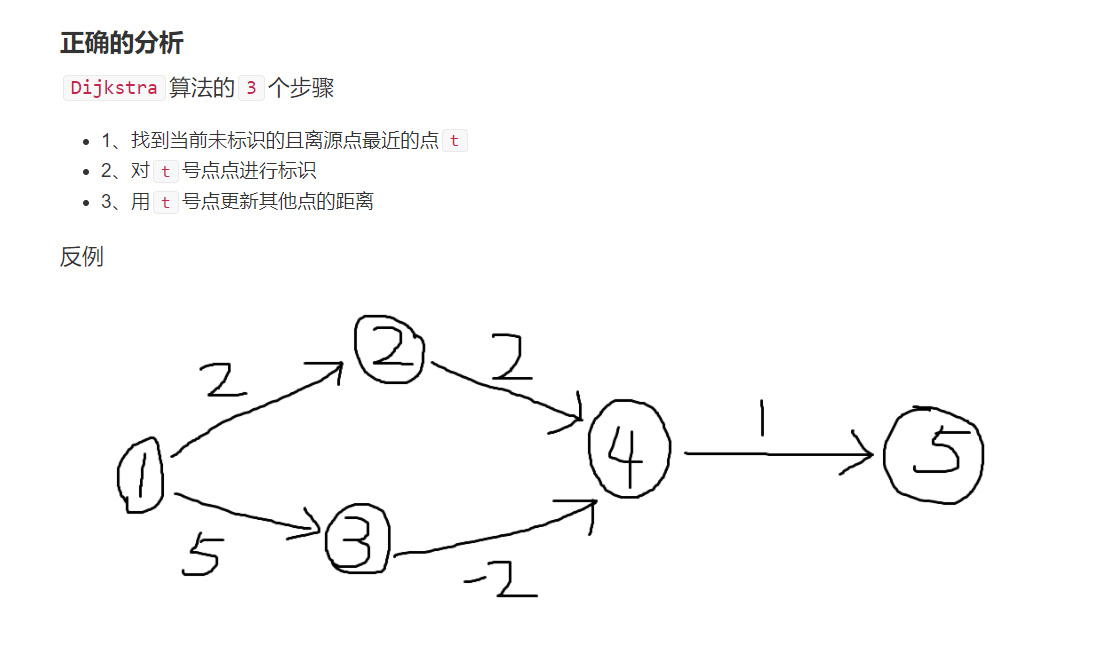 正确的分析
Dijkstra 算法的 3 个步骤
• 1、找到当前未标识的且离源点最近的点 t
• 2、对 t 号点点进行标识
• 3、用 t 号点更新其他点的距离
反例
2
2
2
1
4
1
5
5
3
-2